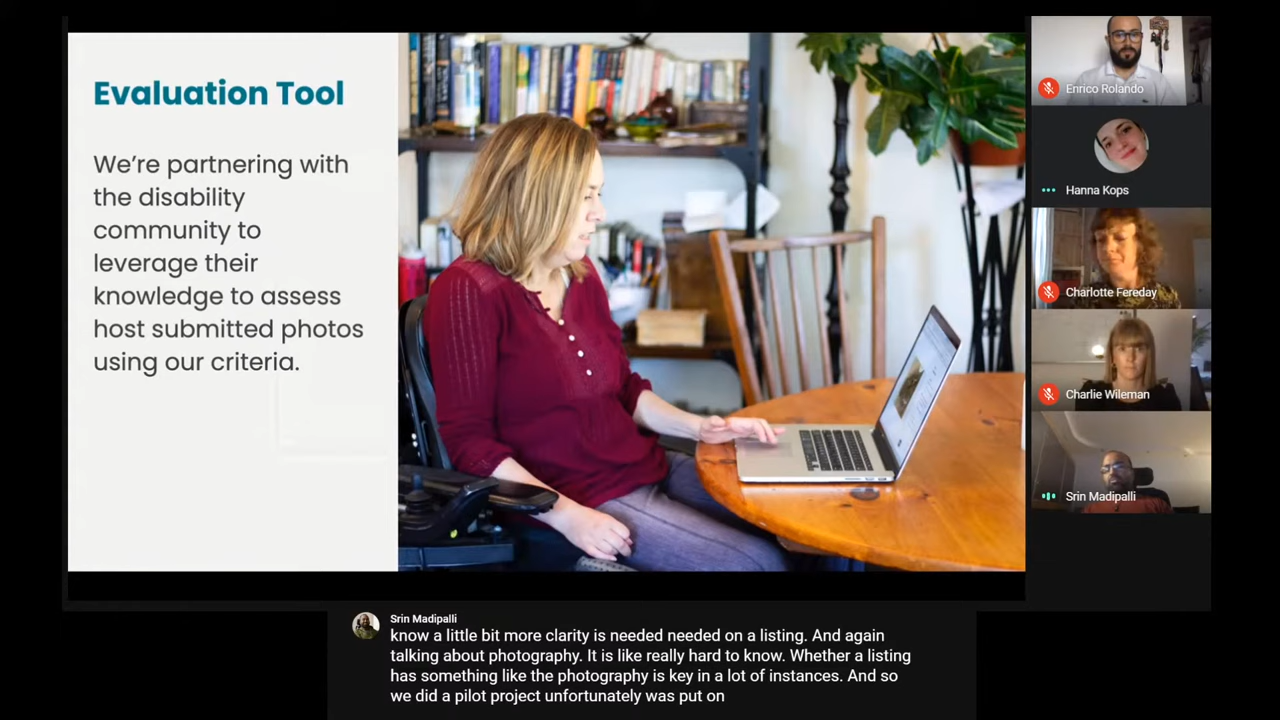 Evaluation Tool
We’re partnering with
the disability
community to
leverage their
knowledge to assess
host submitted photos
using our criteria.
Enrico Rolando
Hanna Kops
Charlotte Fereday
Charlie Wileman
Srin Madipalli
Srin Madipalli
know a little bit more clarity is needed needed on a listing. And again
talking about photography. It is like really hard to know. Whether a listing
has something like the photography is key in a lot of instances. And so
we did a pilot project unfortunately was put on